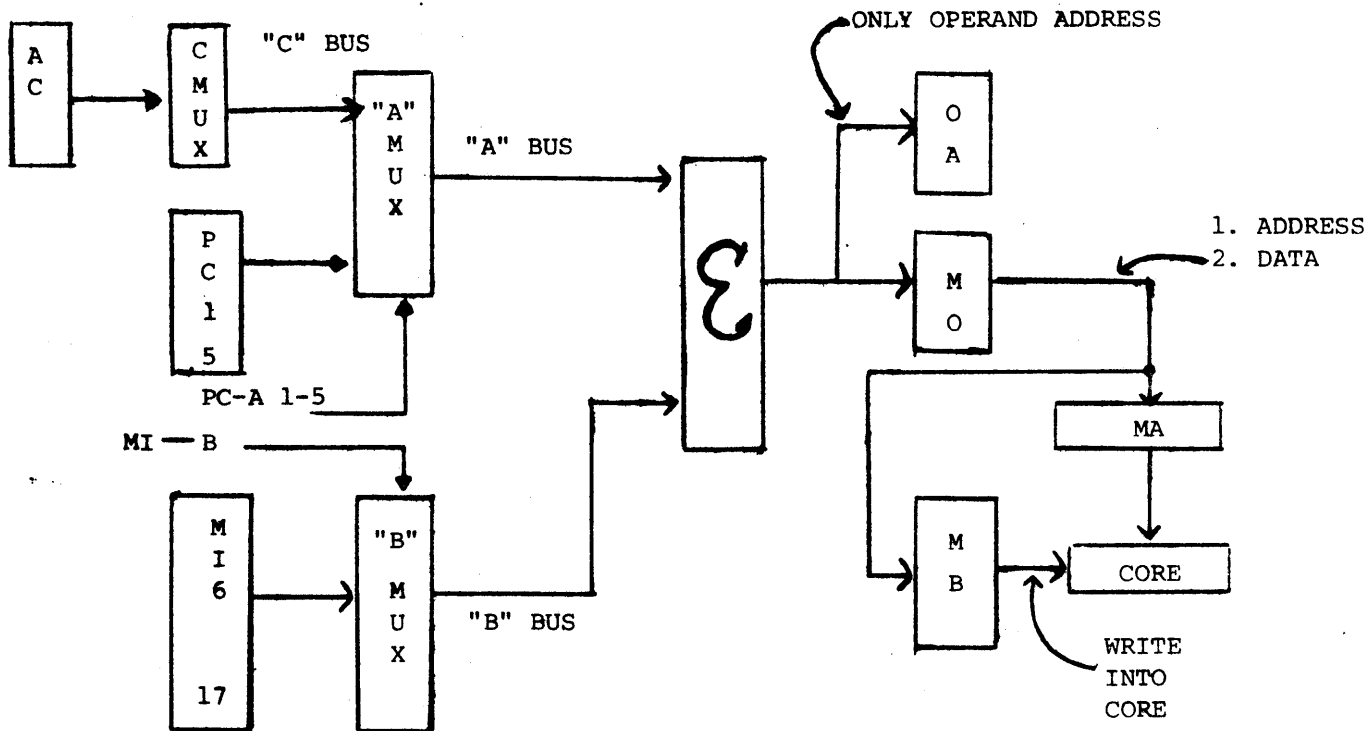 ONLY OPERAND ADDRESS
"C" BUS
A
C
C
M
U
X
"A"
M
U
X
"A" BUS
O
A
P
C
1
5
PC-A 1-5
Ɛ
M
O
1. ADDRESS
2. DATA
MA
MI — B
M
I
6
17
"B"
M
U
X
"B" BUS
M
B
CORE
WRITE
INTO
CORE